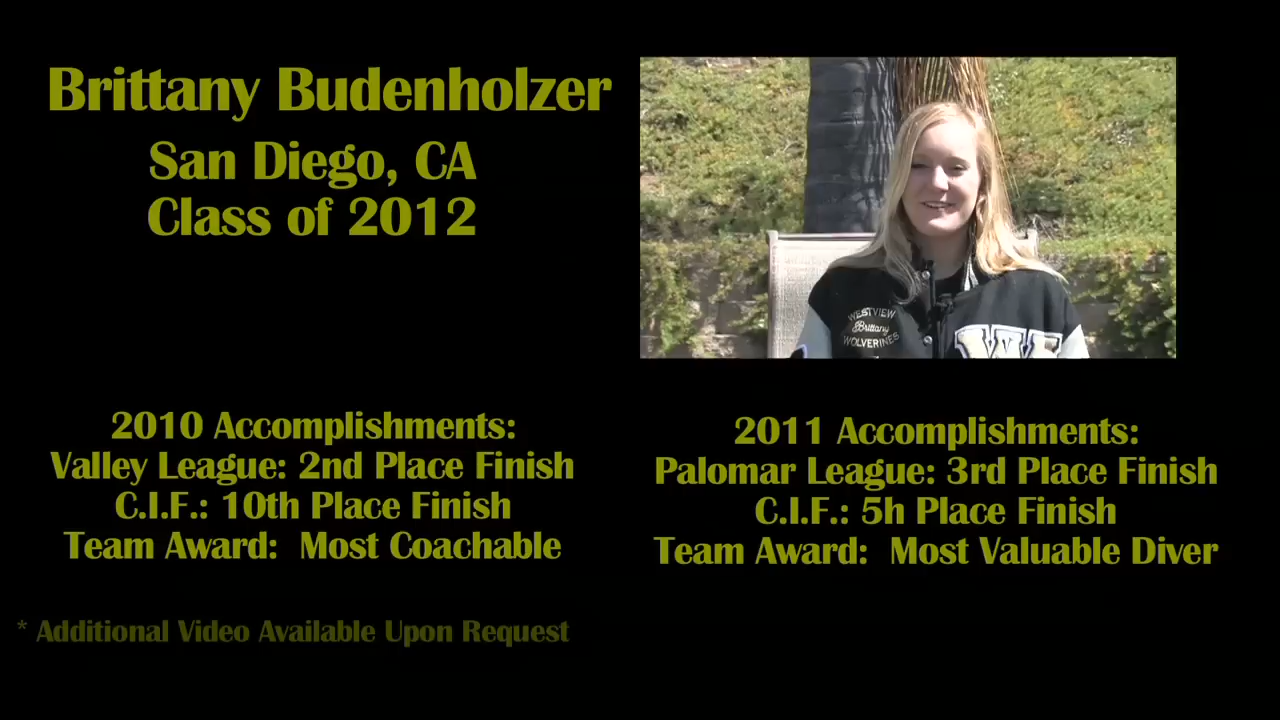 Brittany Budenholzer
San Diego, CA
Class of 2012
WESTVIEW
Brittany
WOLVERINES
W
2010 Accomplishments:
Valley League: 2nd Place Finish
C.I.F.: 10th Place Finish
Team Award:  Most Coachable
2011 Accomplishments:
Palomar League: 3rd Place Finish
C.I.F.: 5h Place Finish
Team Award:  Most Valuable Diver
* Additional Video Available Upon Request